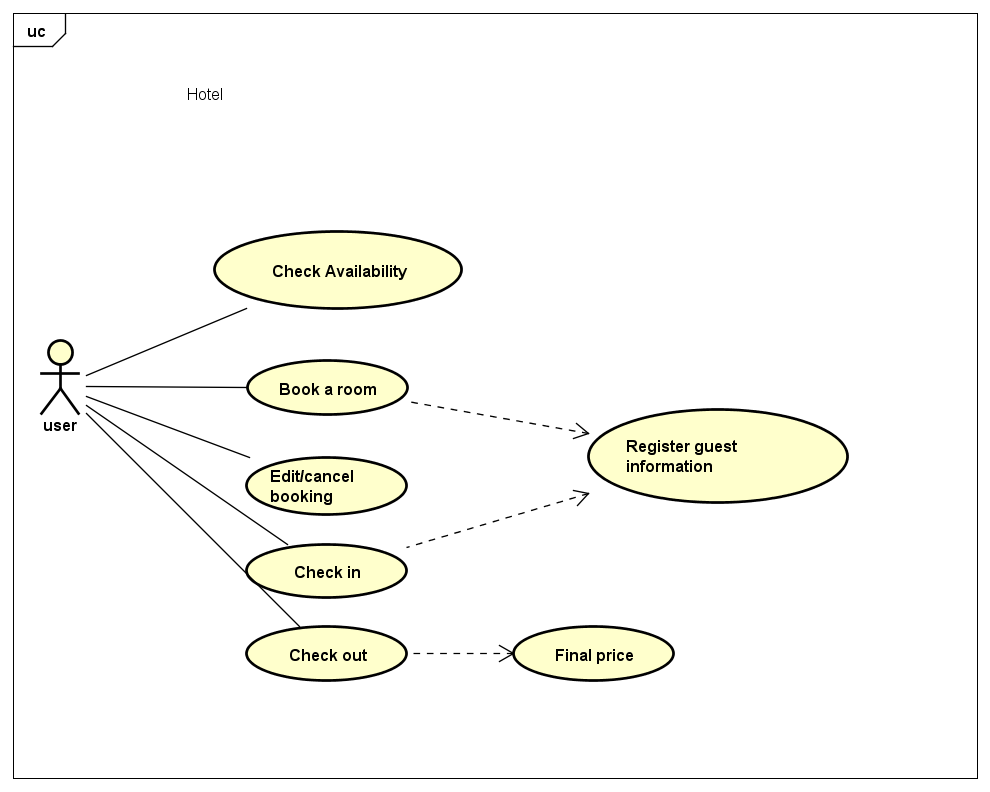 uc
Hotel
Check Availability
Book a room
user
Register guest
information
Edit/cancel
booking
Check in
Check out
Final price